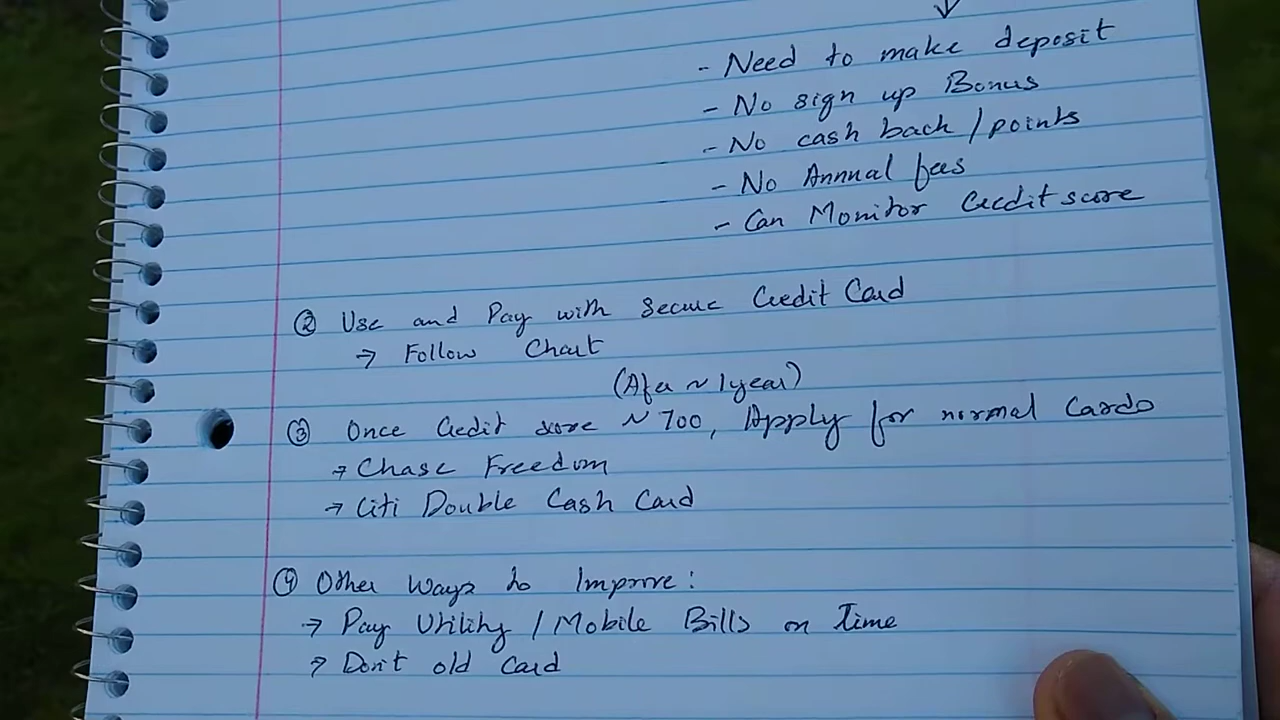 - Need to make deposit
- No sign up Bonus
- No cash back / points
- No Annual fees
- Can Monitor Credit score
② Use and Pay with Secure Credit Card
→ Follow Chart
(After ~ 1 year)
③ Once Credit score ~ 700, Apply for normal Cards
→ Chase Freedom
→ Citi Double Cash Card
④ Other Ways to Improve:
→ Pay Utility / Mobile Bills on Time
→ Don't old Card